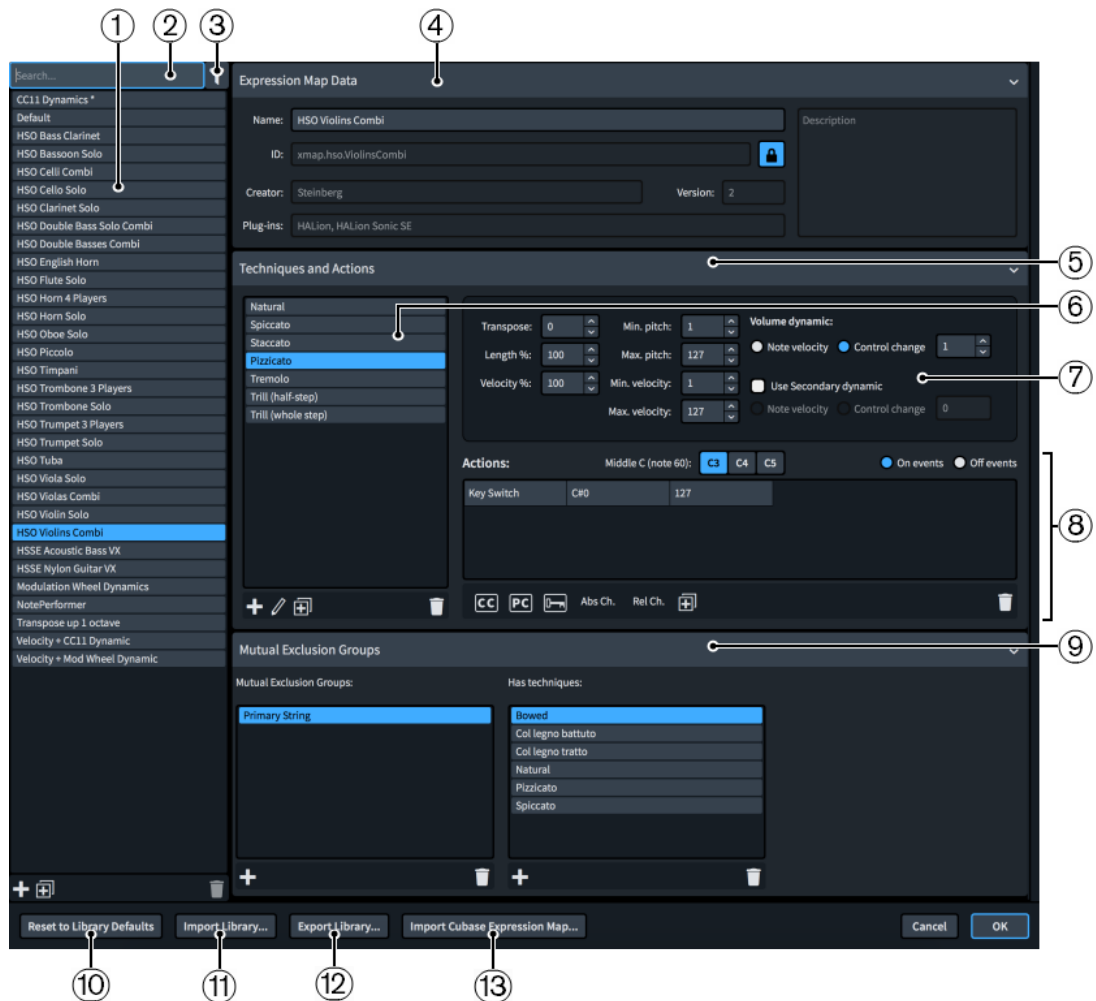 ① ② ③ ④
Search...
CC11 Dynamics *
Default
HSO Bass Clarinet
HSO Bassoon Solo
HSO Celli Combi
HSO Cello Solo
HSO Clarinet Solo
HSO Double Bass Solo Combi
HSO Double Basses Combi
HSO English Horn
HSO Flute Solo
HSO Horn 4 Players
HSO Horn Solo
HSO Oboe Solo
HSO Piccolo
HSO Timpani
HSO Trombone 3 Players
HSO Trombone Solo
HSO Trumpet 3 Players
HSO Trumpet Solo
HSO Tuba
HSO Viola Solo
HSO Violas Combi
HSO Violin Solo
HSO Violins Combi
HSSE Acoustic Bass VX
HSSE Nylon Guitar VX
Modulation Wheel Dynamics
NotePerformer
Transpose up 1 octave
Velocity + CC11 Dynamic
Velocity + Mod Wheel Dynamic
Expression Map Data
Name: HSO Violins Combi
Description
ID: xmap.hso.ViolinsCombi
Creator: Steinberg Version: 2
Plug-ins: HALion, HALion Sonic SE
Techniques and Actions
⑤
Natural
Spiccato
Staccato
Pizzicato
Tremolo
Trill (half-step)
Trill (whole step)
⑥
Transpose: 0 Min. pitch: 1 Volume dynamic:
Length %: 100 Max. pitch: 127 Note velocity Control change 1
Velocity %: 100 Min. velocity: 1 Use Secondary dynamic
Max. velocity: 127 Note velocity Control change 0
⑦
Actions: Middle C (note 60): C3 C4 C5 On events Off events
Key Switch C#0 127
⑧
CC PC Abs Ch. Rel Ch.
Mutual Exclusion Groups
⑨
Mutual Exclusion Groups: Has techniques:
Primary String
Bowed
Col legno battuto
Col legno tratto
Natural
Pizzicato
Spiccato
Reset to Library Defaults Import Library... Export Library... Import Cubase Expression Map... Cancel OK
⑩ ⑪ ⑫ ⑬